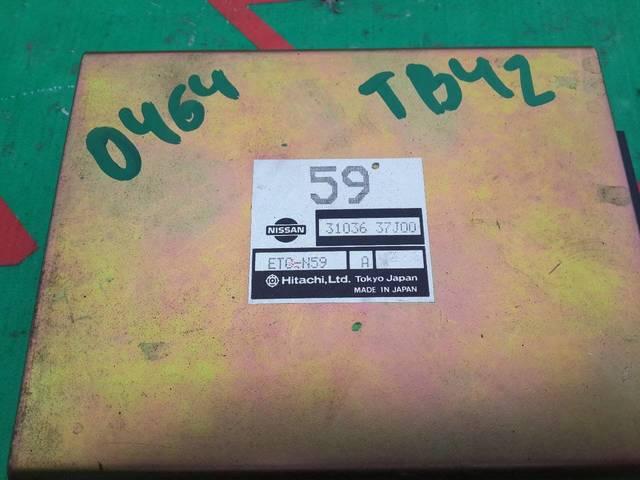 0464
TB42
59
NISSAN
31036 37J00
ETC-N59 A
Hitachi, Ltd. Tokyo Japan
MADE IN JAPAN